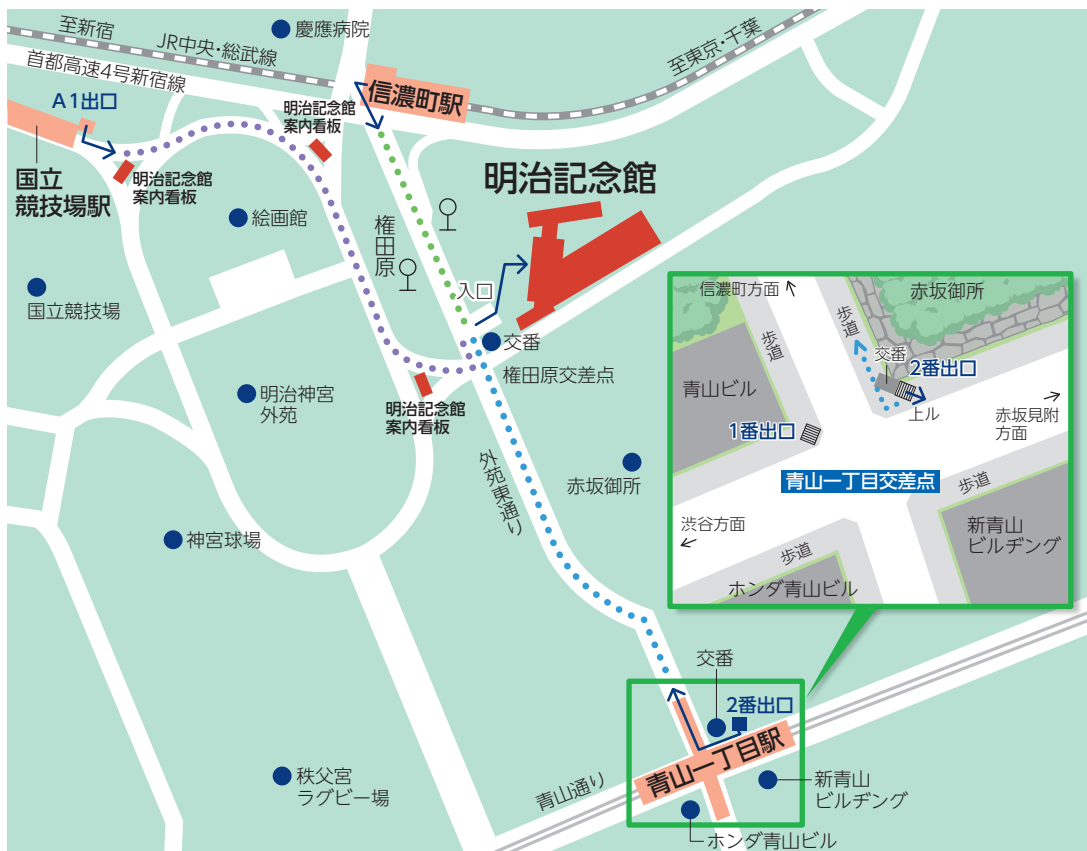 至新宿
JR中央・総武線
慶應病院
至東京・千葉
首都高速4号新宿線
A1出口
信濃町駅
明治記念館
案内看板
国立
競技場駅
明治記念館
案内看板
明治記念館
絵画館
権田原
国立競技場
入口
交番
権田原交差点
明治神宮
外苑
明治記念館
案内看板
外苑東通り
赤坂御所
神宮球場
信濃町方面
赤坂御所
歩道
歩道
交番
2番出口
青山ビル
上ル
赤坂見附
方面
1番出口
青山一丁目交差点
歩道
渋谷方面
新青山
ビルヂング
歩道
ホンダ青山ビル
交番
2番出口
青山一丁目駅
秩父宮
ラグビー場
青山通り
新青山
ビルヂング
ホンダ青山ビル